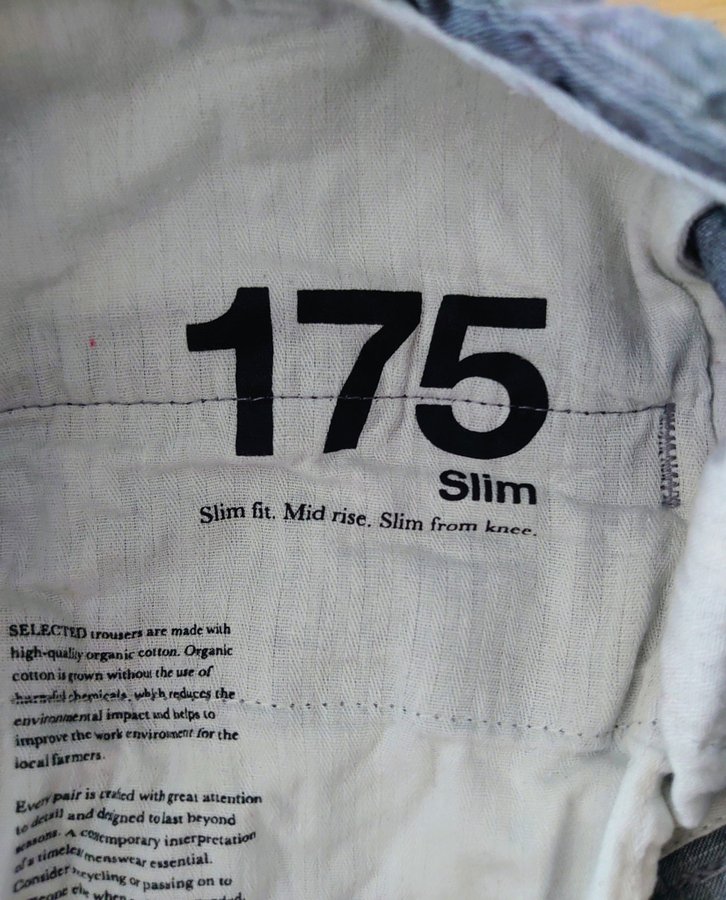 175
Slim
Slim fit. Mid rise. Slim from knee.
SELECTED trousers are made with
high-quality organic cotton. Organic
cotton is grown without the use of
harmful chemicals, which reduces the
environmental impact and helps to
improve the work environment for the
local farmers.
Every pair is crafted with great attention
to detail and designed to last beyond
seasons. A contemporary interpretation
of a timeless menswear essential.
Consider recycling or passing on to